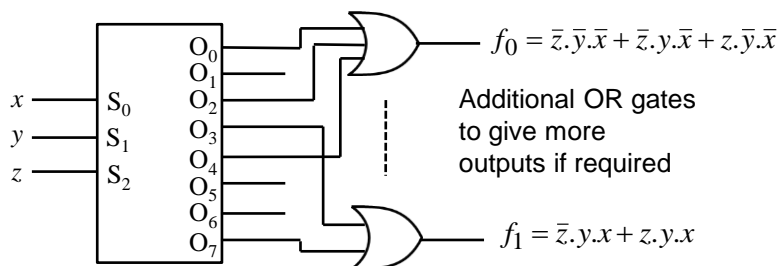 x
y
z
S₀
S₁
S₂
O₀
O₁
O₂
O₃
O₄
O₅
O₆
O₇
f₀ = z̅.y̅.x̅ + z̅.y.x̅ + z.y̅.x̅
Additional OR gates
to give more
outputs if required
f₁ = z̅.y.x + z.y.x